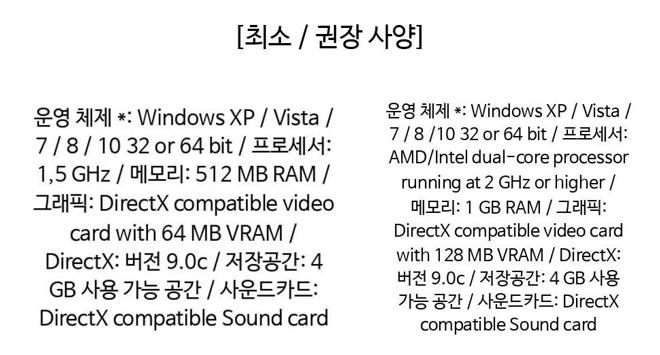 [최소 / 권장 사양]
운영 체제 *: Windows XP / Vista /
7 / 8 / 10 32 or 64 bit / 프로세서:
1,5 GHz / 메모리: 512 MB RAM /
그래픽: DirectX compatible video
card with 64 MB VRAM /
DirectX: 버전 9.0c / 저장공간: 4
GB 사용 가능 공간 / 사운드카드:
DirectX compatible Sound card
운영 체제 *: Windows XP / Vista /
7 / 8 /10 32 or 64 bit / 프로세서:
AMD/Intel dual-core processor
running at 2 GHz or higher /
메모리: 1 GB RAM / 그래픽:
DirectX compatible video card
with 128 MB VRAM / DirectX:
버전 9.0c / 저장공간: 4 GB 사용
가능 공간 / 사운드카드: DirectX
compatible Sound card